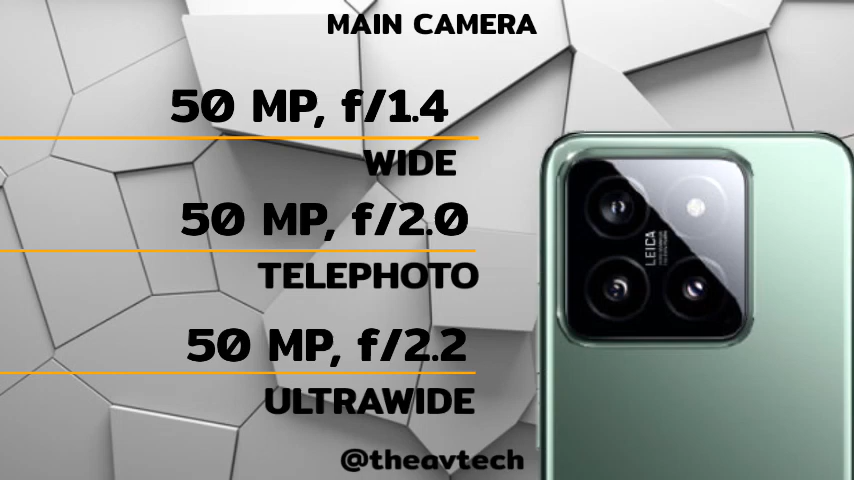 MAIN CAMERA
50 MP, f/1.4
WIDE
50 MP, f/2.0
TELEPHOTO
50 MP, f/2.2
ULTRAWIDE
@theavtech
LEICA